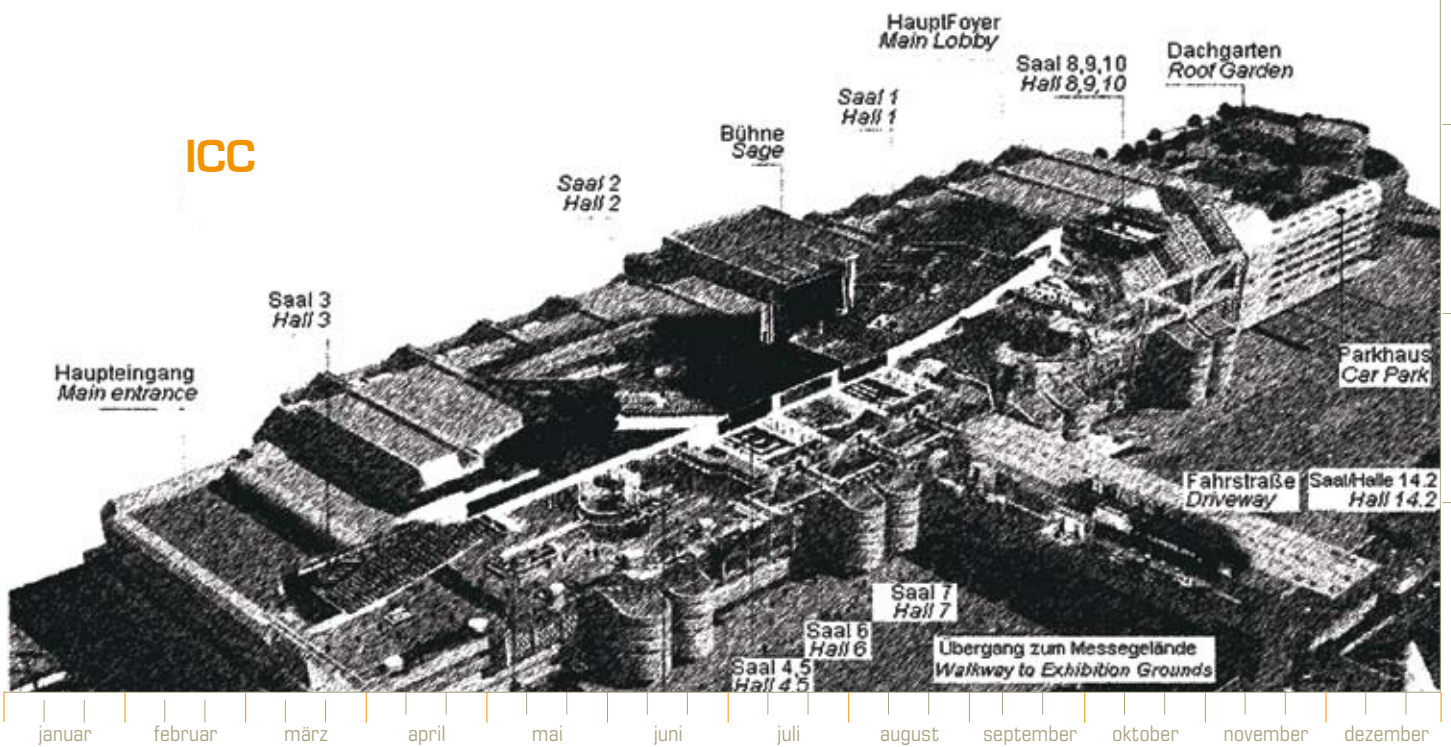 HauptFoyer
Main Lobby
Saal 8,9,10
Hall 8,9,10
Dachgarten
Roof Garden
Saal 1
Hall 1
Bühne
Sage
ICC
Saal 2
Hall 2
Saal 3
Hall 3
Haupteingang
Main entrance
Parkhaus
Car Park
Fahrstraße
Driveway
Saal/Halle 14.2
Hall 14.2
Saal 7
Hall 7
Saal 6
Hall 6
Übergang zum Messegelände
Walkway to Exhibition Grounds
Saal 4,5
Hall 4,5
januar
februar
märz
april
mai
juni
juli
august
september
oktober
november
dezember